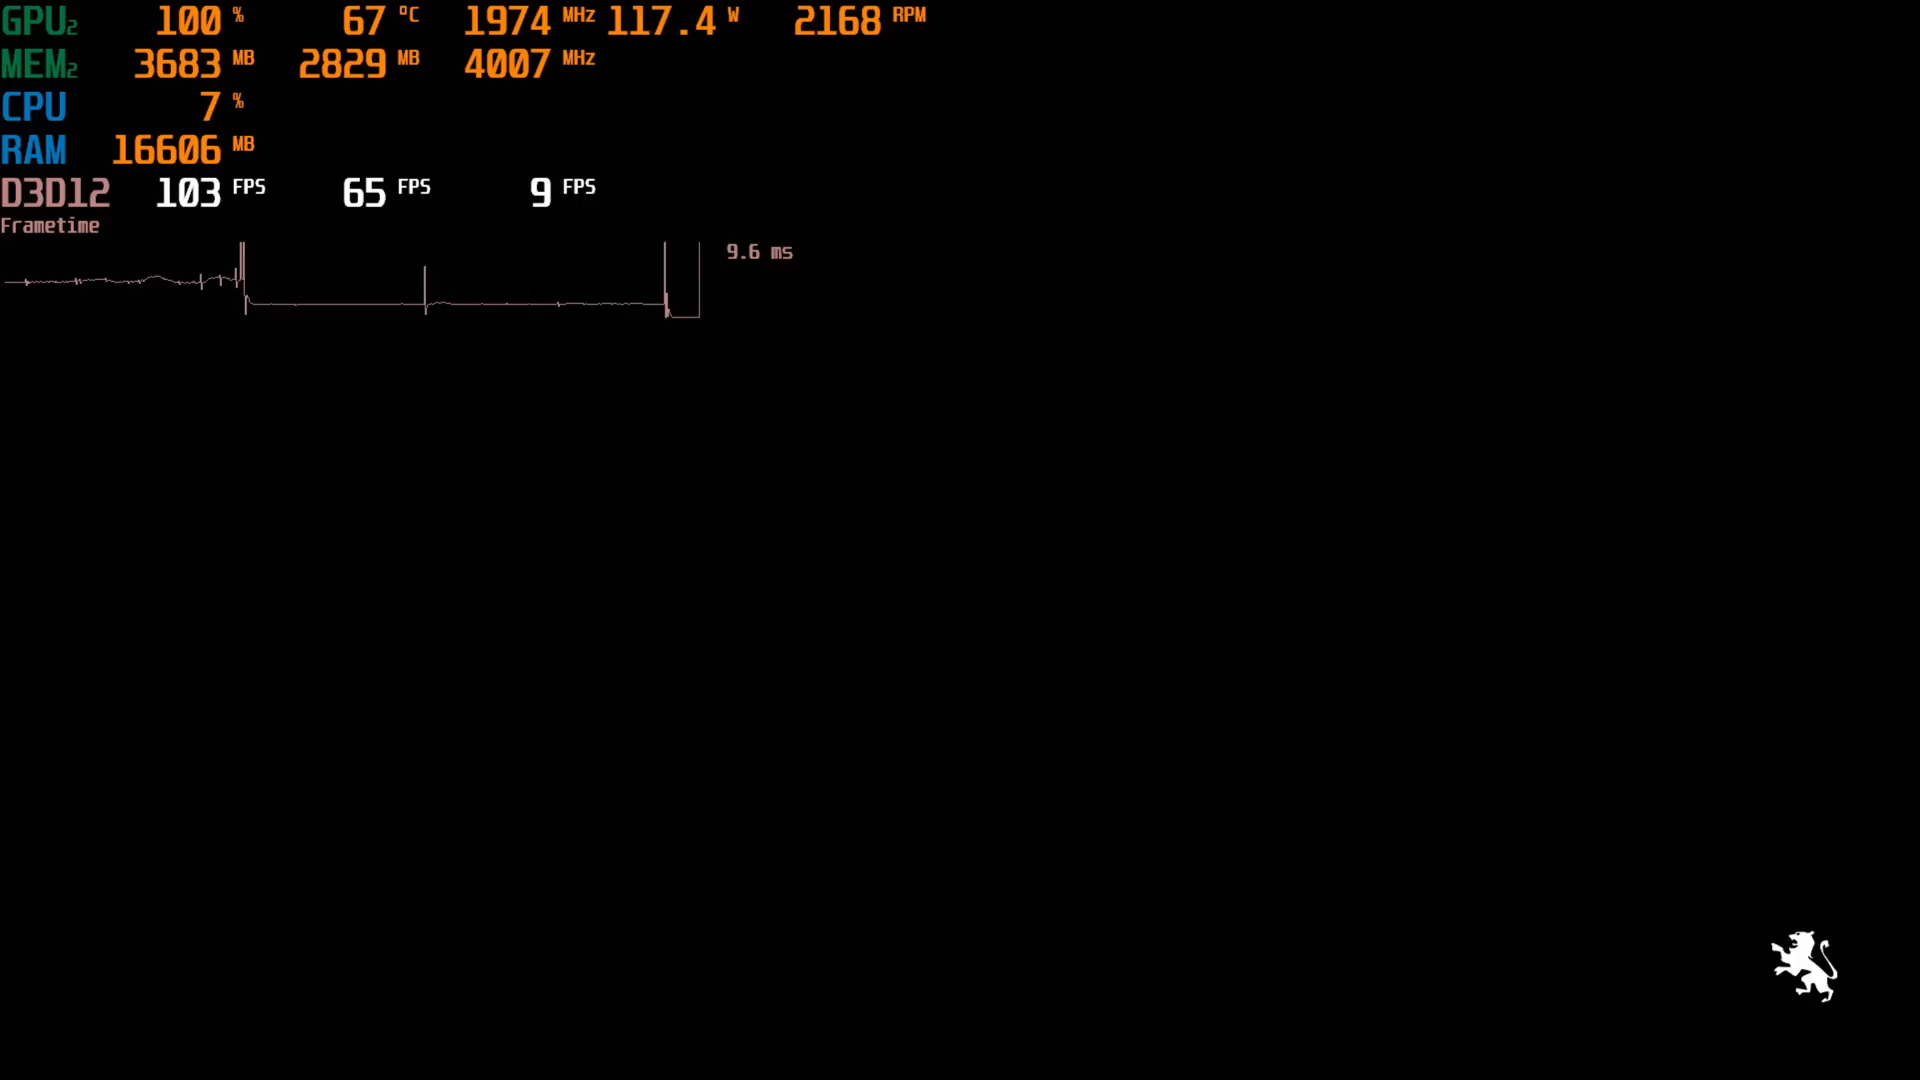 GPU2 100 % 67 °C 1974 MHz 117.4 W 2168 RPM
MEM2 3683 MB 2829 MB 4007 MHz
CPU 7 %
RAM 16606 MB
D3D12 103 FPS 65 FPS 9 FPS
Frametime
9.6 ms